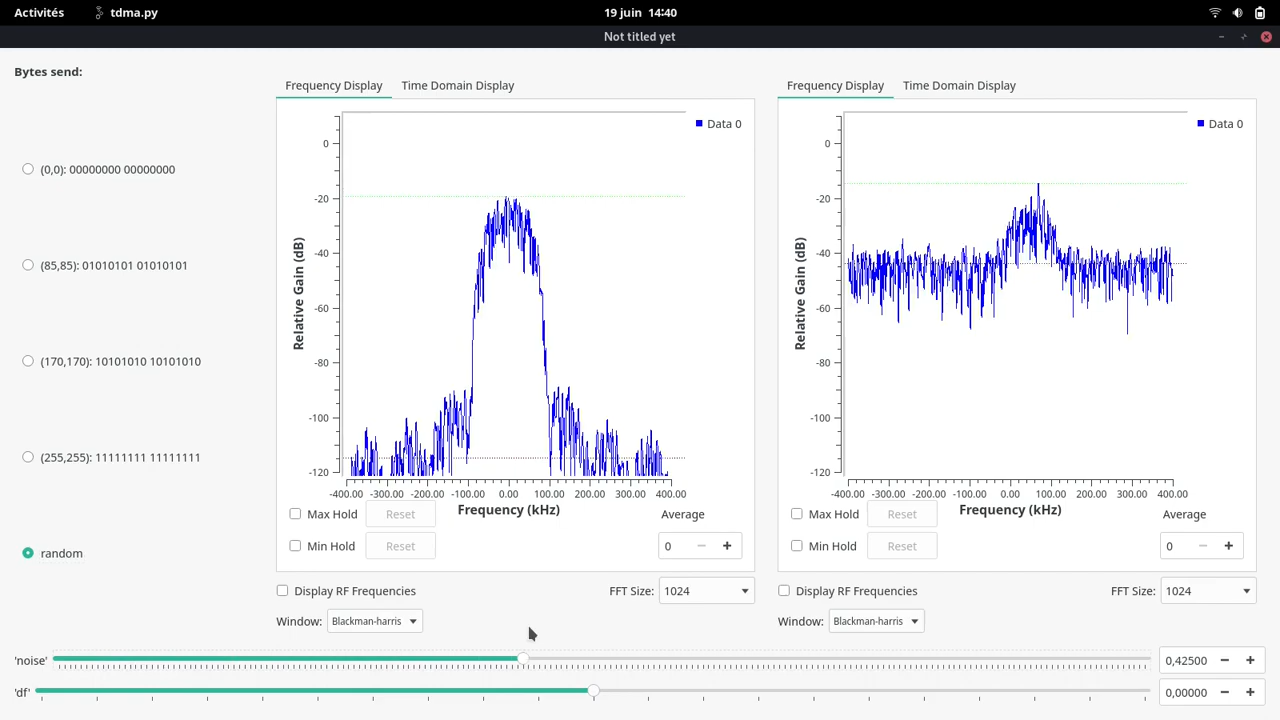 Activités tdma.py 19 juin 14:40
Not titled yet
Bytes send:
(0,0): 00000000 00000000
(85,85): 01010101 01010101
(170,170): 10101010 10101010
(255,255): 11111111 11111111
random
Frequency Display Time Domain Display
Data 0
Relative Gain (dB)
0
-20
-40
-60
-80
-100
-120
-400.00 -300.00 -200.00 -100.00 0.00 100.00 200.00 300.00 400.00
Frequency (kHz)
Max Hold Reset Average
Min Hold Reset 0
Display RF Frequencies FFT Size: 1024
Window: Blackman-harris
Frequency Display Time Domain Display
Data 0
Relative Gain (dB)
0
-20
-40
-60
-80
-100
-120
-400.00 -300.00 -200.00 -100.00 0.00 100.00 200.00 300.00 400.00
Frequency (kHz)
Max Hold Reset Average
Min Hold Reset 0
Display RF Frequencies FFT Size: 1024
Window: Blackman-harris
'noise' 0,42500
'df' 0,00000